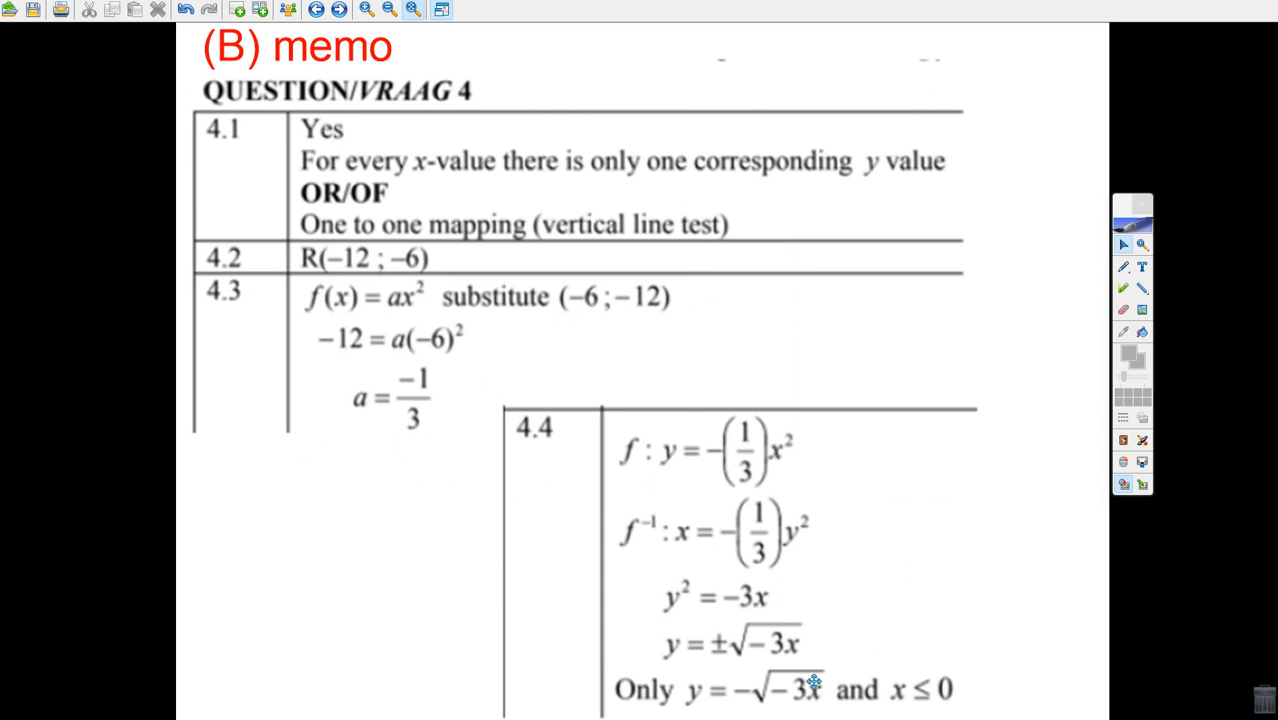 (B) memo
QUESTION/VRAAG 4
4.1 Yes
For every x-value there is only one corresponding y value
OR/OF
One to one mapping (vertical line test)
4.2 R(−12 ; −6)
4.3 f(x) = ax² substitute (−6 ; −12)
−12 = a(−6)²
a = −1/3
4.4 f : y = −(1/3)x²
f⁻¹ : x = −(1/3)y²
y² = −3x
y = ±√−3x
Only y = −√−3x and x ≤ 0